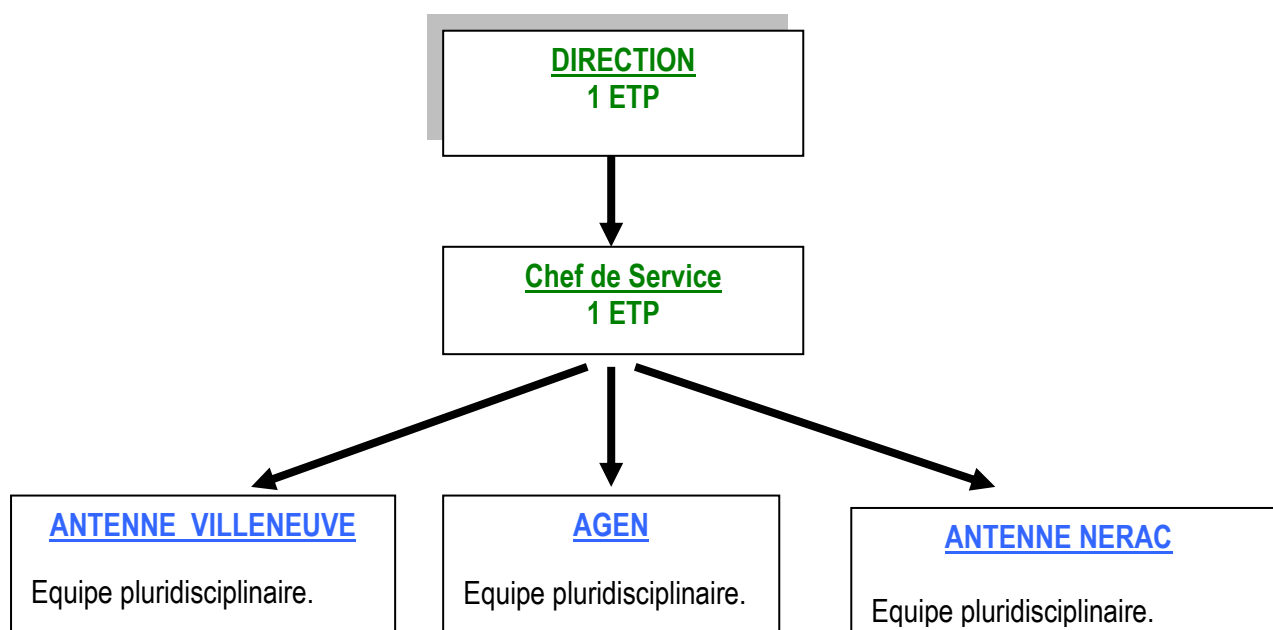 DIRECTION
1 ETP
Chef de Service
1 ETP
ANTENNE VILLENEUVE
Equipe pluridisciplinaire.
AGEN
Equipe pluridisciplinaire.
ANTENNE NERAC
Equipe pluridisciplinaire.